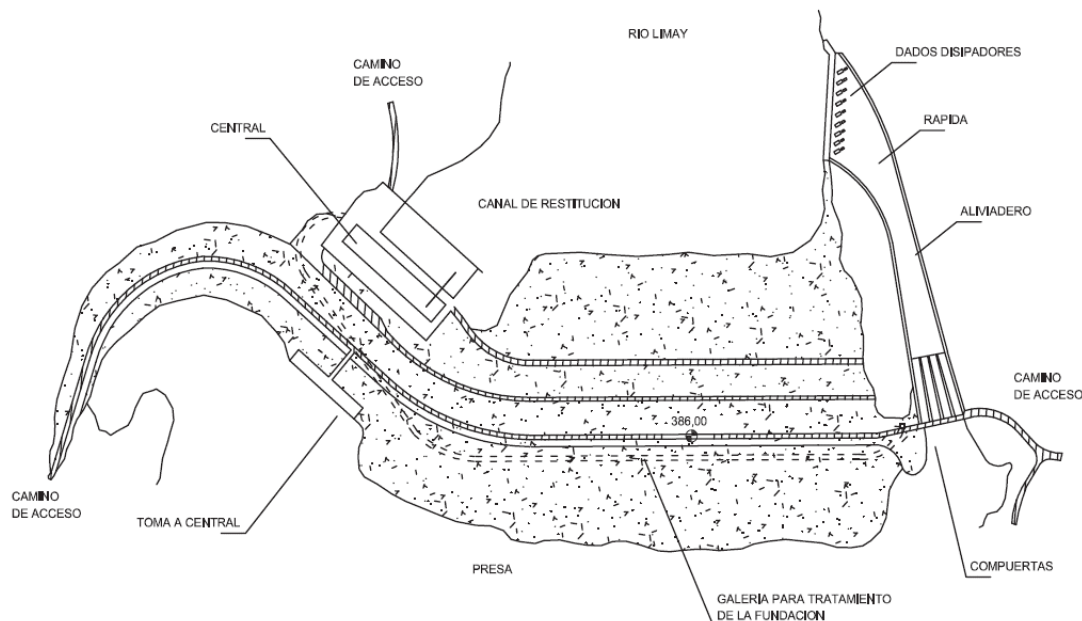 RIO LIMAY
DADOS DISIPADORES
CAMINO
DE ACCESO
CENTRAL
RAPIDA
CANAL DE RESTITUCION
ALIVIADERO
CAMINO
DE ACCESO
386,00
CAMINO
DE ACCESO
TOMA A CENTRAL
PRESA
COMPUERTAS
GALERIA PARA TRATAMIENTO
DE LA FUNDACION